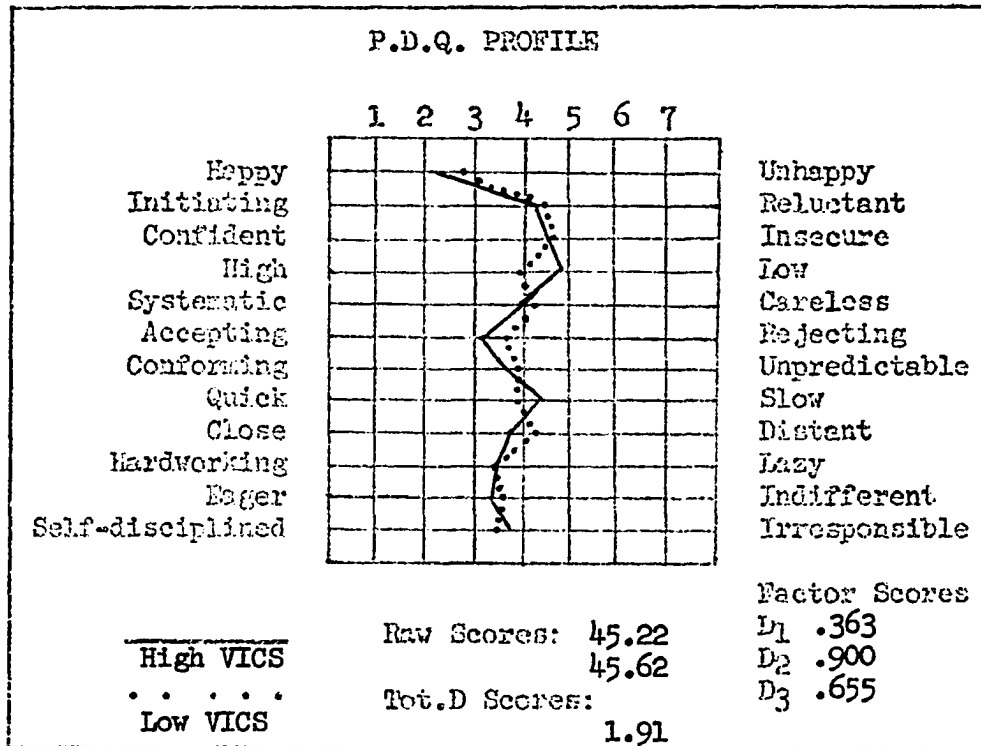 P.D.Q. PROFILE
1 2 3 4 5 6 7
Happy Unhappy
Initiating Reluctant
Confident Insecure
High Low
Systematic Careless
Accepting Rejecting
Conforming Unpredictable
Quick Slow
Close Distant
Hardworking Lazy
Eager Indifferent
Self-disciplined Irresponsible
Factor Scores
High VICS
Low VICS
Raw Scores: 45.22
45.62
Tot.D Scores:
1.91
D1 .363
D2 .900
D3 .655